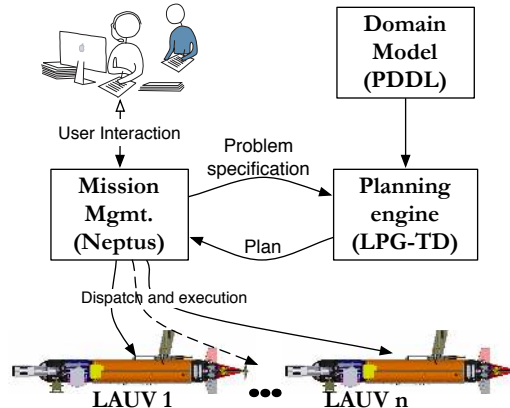 Domain
Model
(PDDL)
User Interaction
Problem
specification
Mission
Mgmt.
(Neptus)
Planning
engine
(LPG-TD)
Plan
Dispatch and execution
LAUV 1
LAUV n